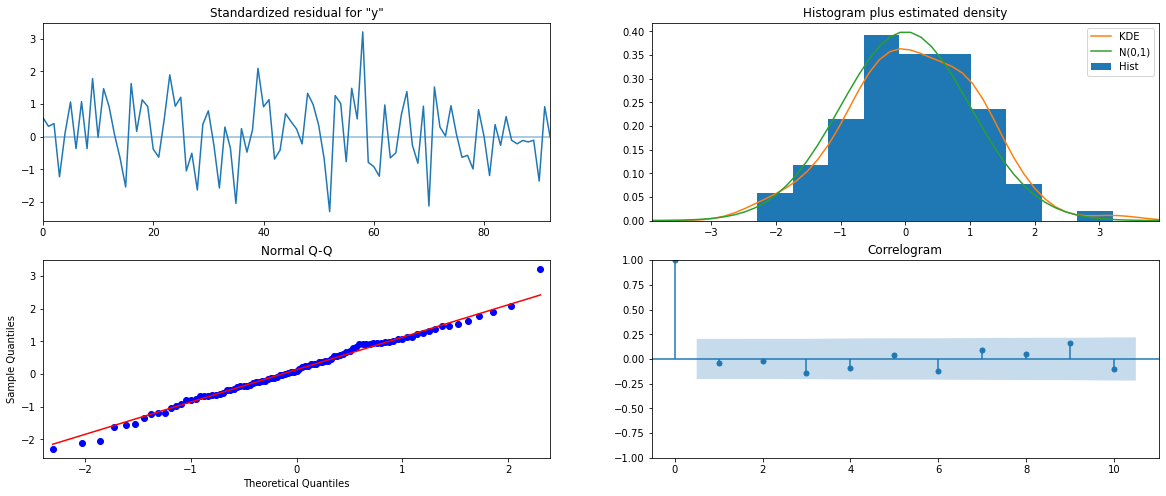 Standardized residual for "y"
3
2
1
0
−1
−2
0 20 40 60 80
Histogram plus estimated density
KDE
N(0,1)
Hist
0.40
0.35
0.30
0.25
0.20
0.15
0.10
0.05
0.00
−3 −2 −1 0 1 2 3
Normal Q-Q
Sample Quantiles
3
2
1
0
−1
−2
−2 −1 0 1 2
Theoretical Quantiles
Correlogram
1.00
0.75
0.50
0.25
0.00
−0.25
−0.50
−0.75
−1.00
0 2 4 6 8 10